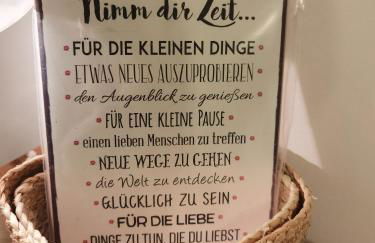 Nimm dir Zeit...
• FÜR DIE KLEINEN DINGE •
• ETWAS NEUES AUSZUPROBIEREN •
• den Augenblick zu genießen •
• FÜR EINE KLEINE PAUSE •
• einen lieben Menschen zu treffen •
• NEUE WEGE ZU GEHEN •
• die Welt zu entdecken •
• GLÜCKLICH ZU SEIN •
• FÜR DIE LIEBE •
• DINGE ZU TUN, DIE DU LIEBST •